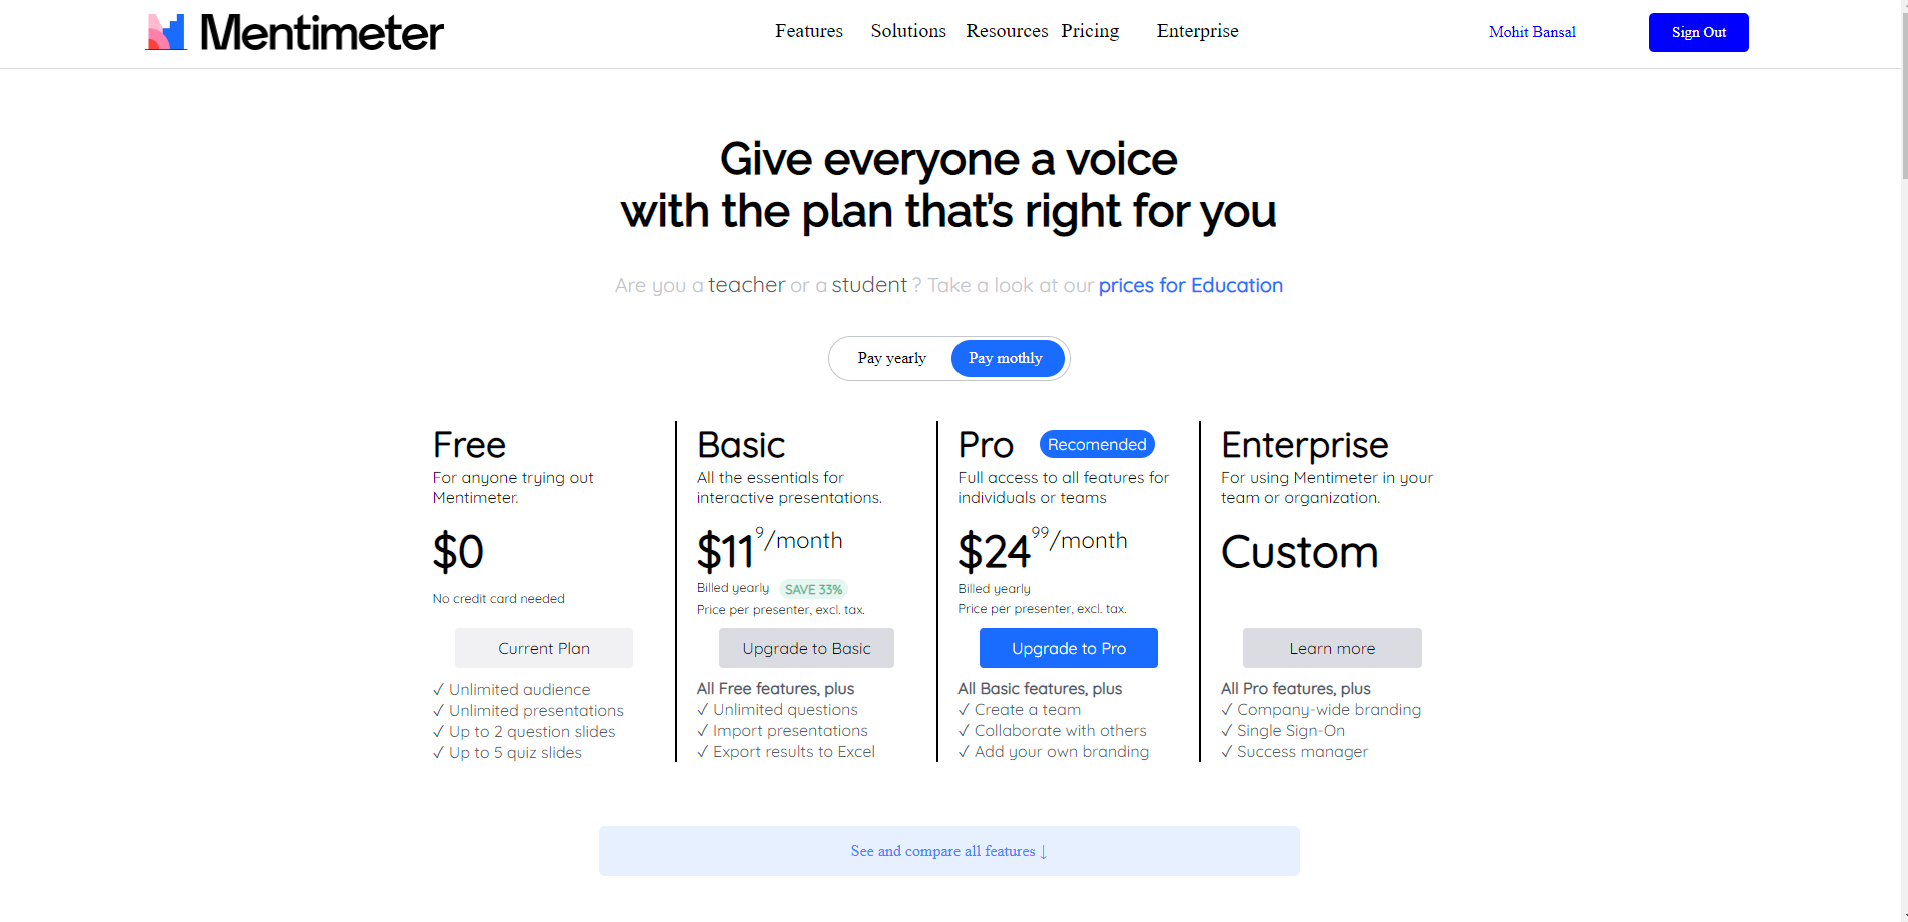 Mentimeter
Features Solutions Resources Pricing Enterprise
Mohit Bansal
Sign Out
Give everyone a voice
with the plan that's right for you
Are you a teacher or a student ? Take a look at our prices for Education
Pay yearly
Pay mothly
Free
For anyone trying out
Mentimeter.
$0
No credit card needed
Current Plan
✓ Unlimited audience
✓ Unlimited presentations
✓ Up to 2 question slides
✓ Up to 5 quiz slides
Basic
All the essentials for
interactive presentations.
$11 9/month
Billed yearly SAVE 33%
Price per presenter, excl. tax.
Upgrade to Basic
All Free features, plus
✓ Unlimited questions
✓ Import presentations
✓ Export results to Excel
Pro Recomended
Full access to all features for
individuals or teams
$24 99/month
Billed yearly
Price per presenter, excl. tax.
Upgrade to Pro
All Basic features, plus
✓ Create a team
✓ Collaborate with others
✓ Add your own branding
Enterprise
For using Mentimeter in your
team or organization.
Custom
Learn more
All Pro features, plus
✓ Company-wide branding
✓ Single Sign-On
✓ Success manager
See and compare all features ↓